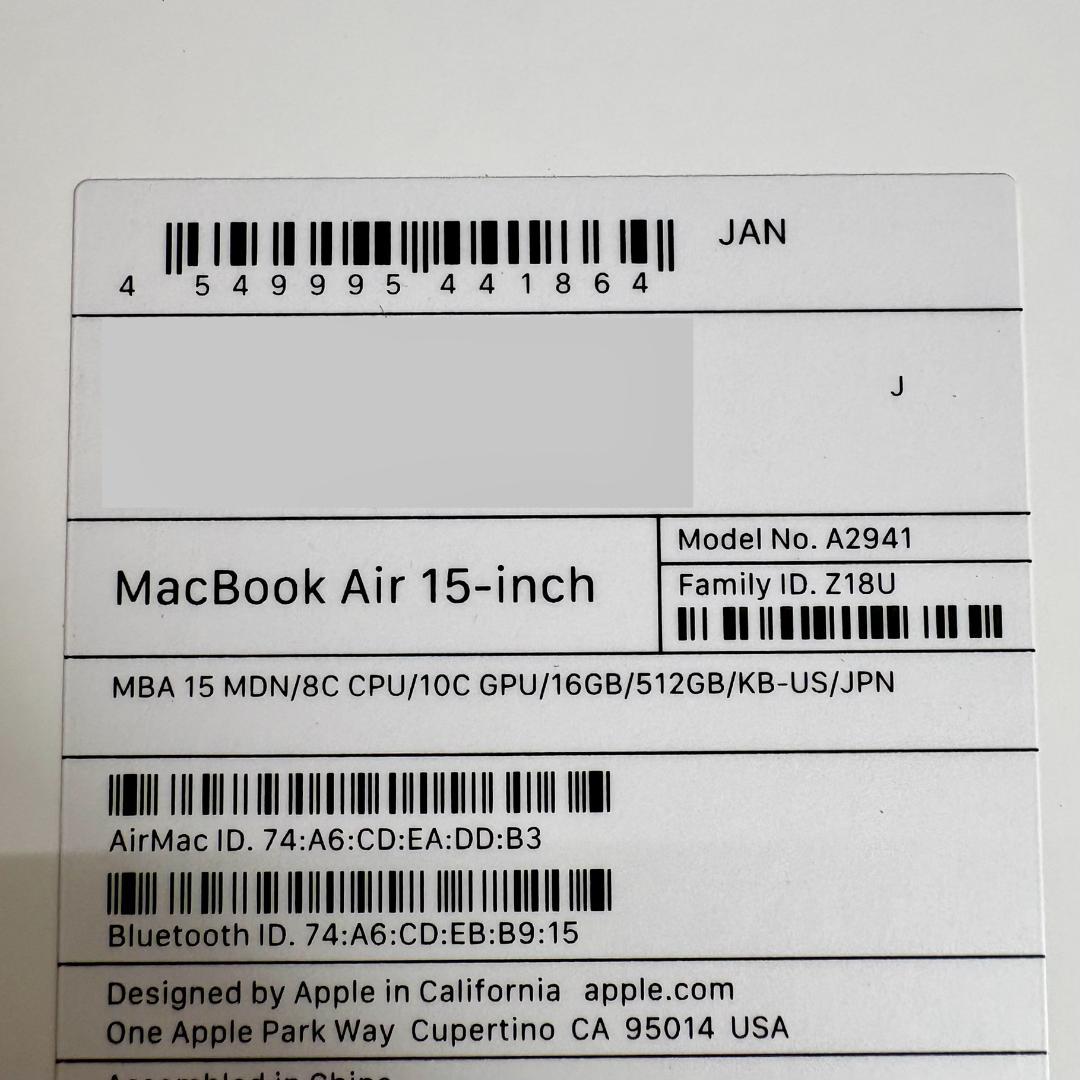 JAN
4 549995 441864
J
MacBook Air 15-inch
Model No. A2941
Family ID. Z18U
MBA 15 MDN/8C CPU/10C GPU/16GB/512GB/KB-US/JPN
AirMac ID. 74:A6:CD:EA:DD:B3
Bluetooth ID. 74:A6:CD:EB:B9:15
Designed by Apple in California apple.com
One Apple Park Way Cupertino CA 95014 USA
Assembled in China